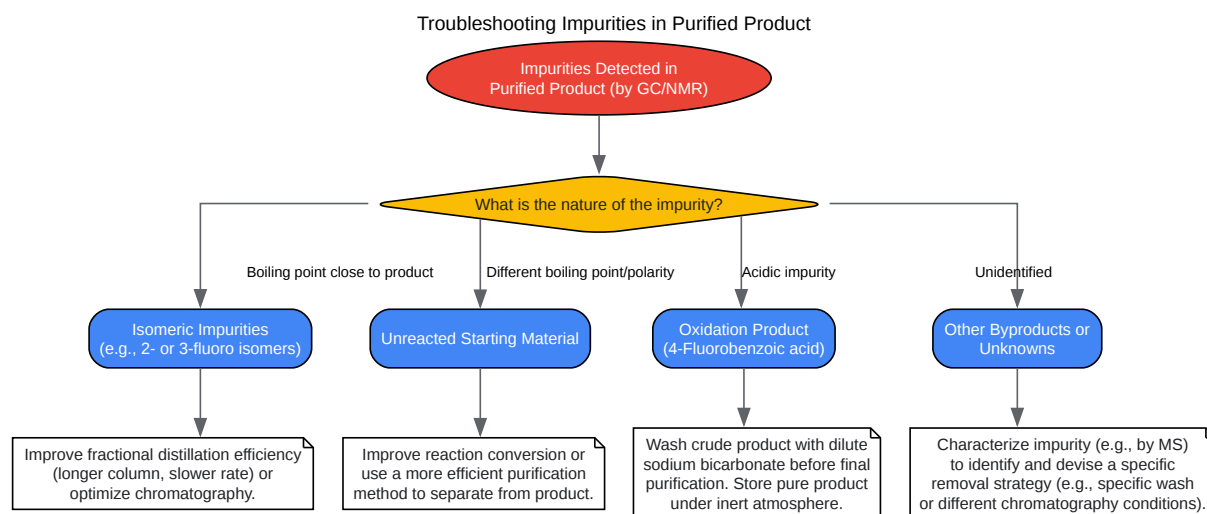 Troubleshooting Impurities in Purified Product
Impurities Detected in
Purified Product (by GC/NMR)
What is the nature of the impurity?
Boiling point close to product
Different boiling point/polarity
Acidic impurity
Unidentified
Isomeric Impurities
(e.g., 2- or 3-fluoro isomers)
Unreacted Starting Material
Oxidation Product
(4-Fluorobenzoic acid)
Other Byproducts or
Unknowns
Improve fractional distillation efficiency
(longer column, slower rate) or
optimize chromatography.
Improve reaction conversion or
use a more efficient purification
method to separate from product.
Wash crude product with dilute
sodium bicarbonate before final
purification. Store pure product
under inert atmosphere.
Characterize impurity (e.g., by MS)
to identify and devise a specific
removal strategy (e.g., specific wash
or different chromatography conditions).